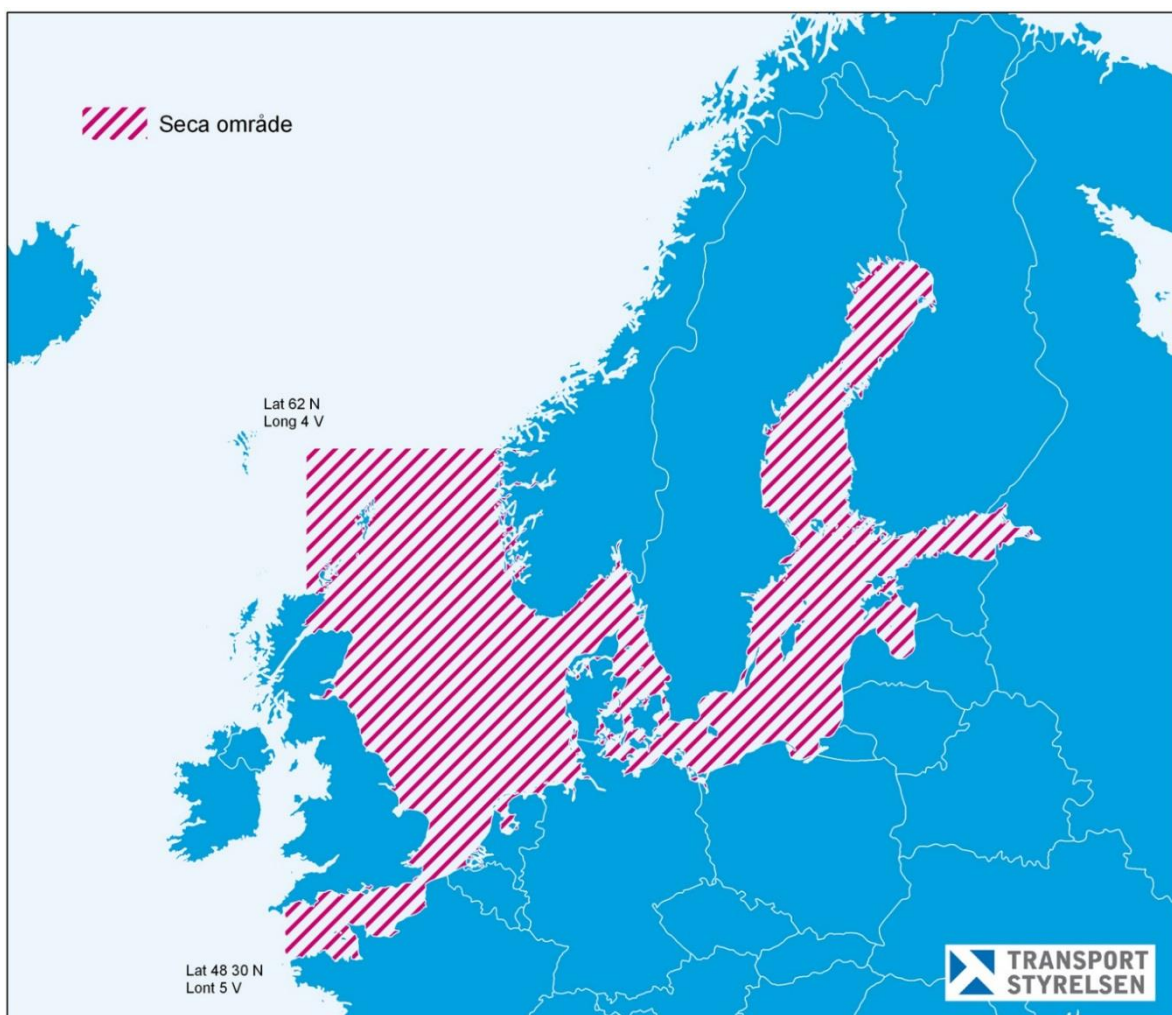 Seca område
Lat 62 N
Long 4 V
Lat 48 30 N
Lont 5 V
TRANSPORT
STYRELSEN